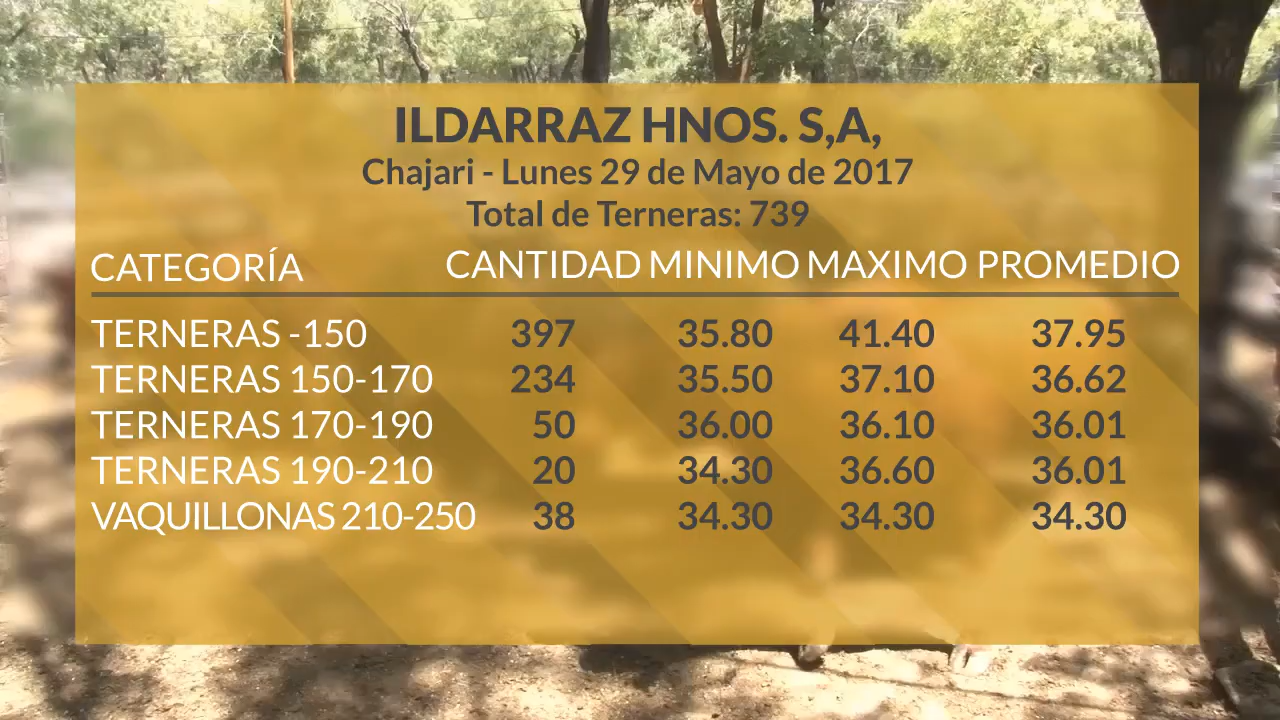 ILDARRAZ HNOS. S,A,
Chajari - Lunes 29 de Mayo de 2017
Total de Terneras: 739
CATEGORÍA CANTIDAD MINIMO MAXIMO PROMEDIO
TERNERAS -150 397 35.80 41.40 37.95
TERNERAS 150-170 234 35.50 37.10 36.62
TERNERAS 170-190 50 36.00 36.10 36.01
TERNERAS 190-210 20 34.30 36.60 36.01
VAQUILLONAS 210-250 38 34.30 34.30 34.30